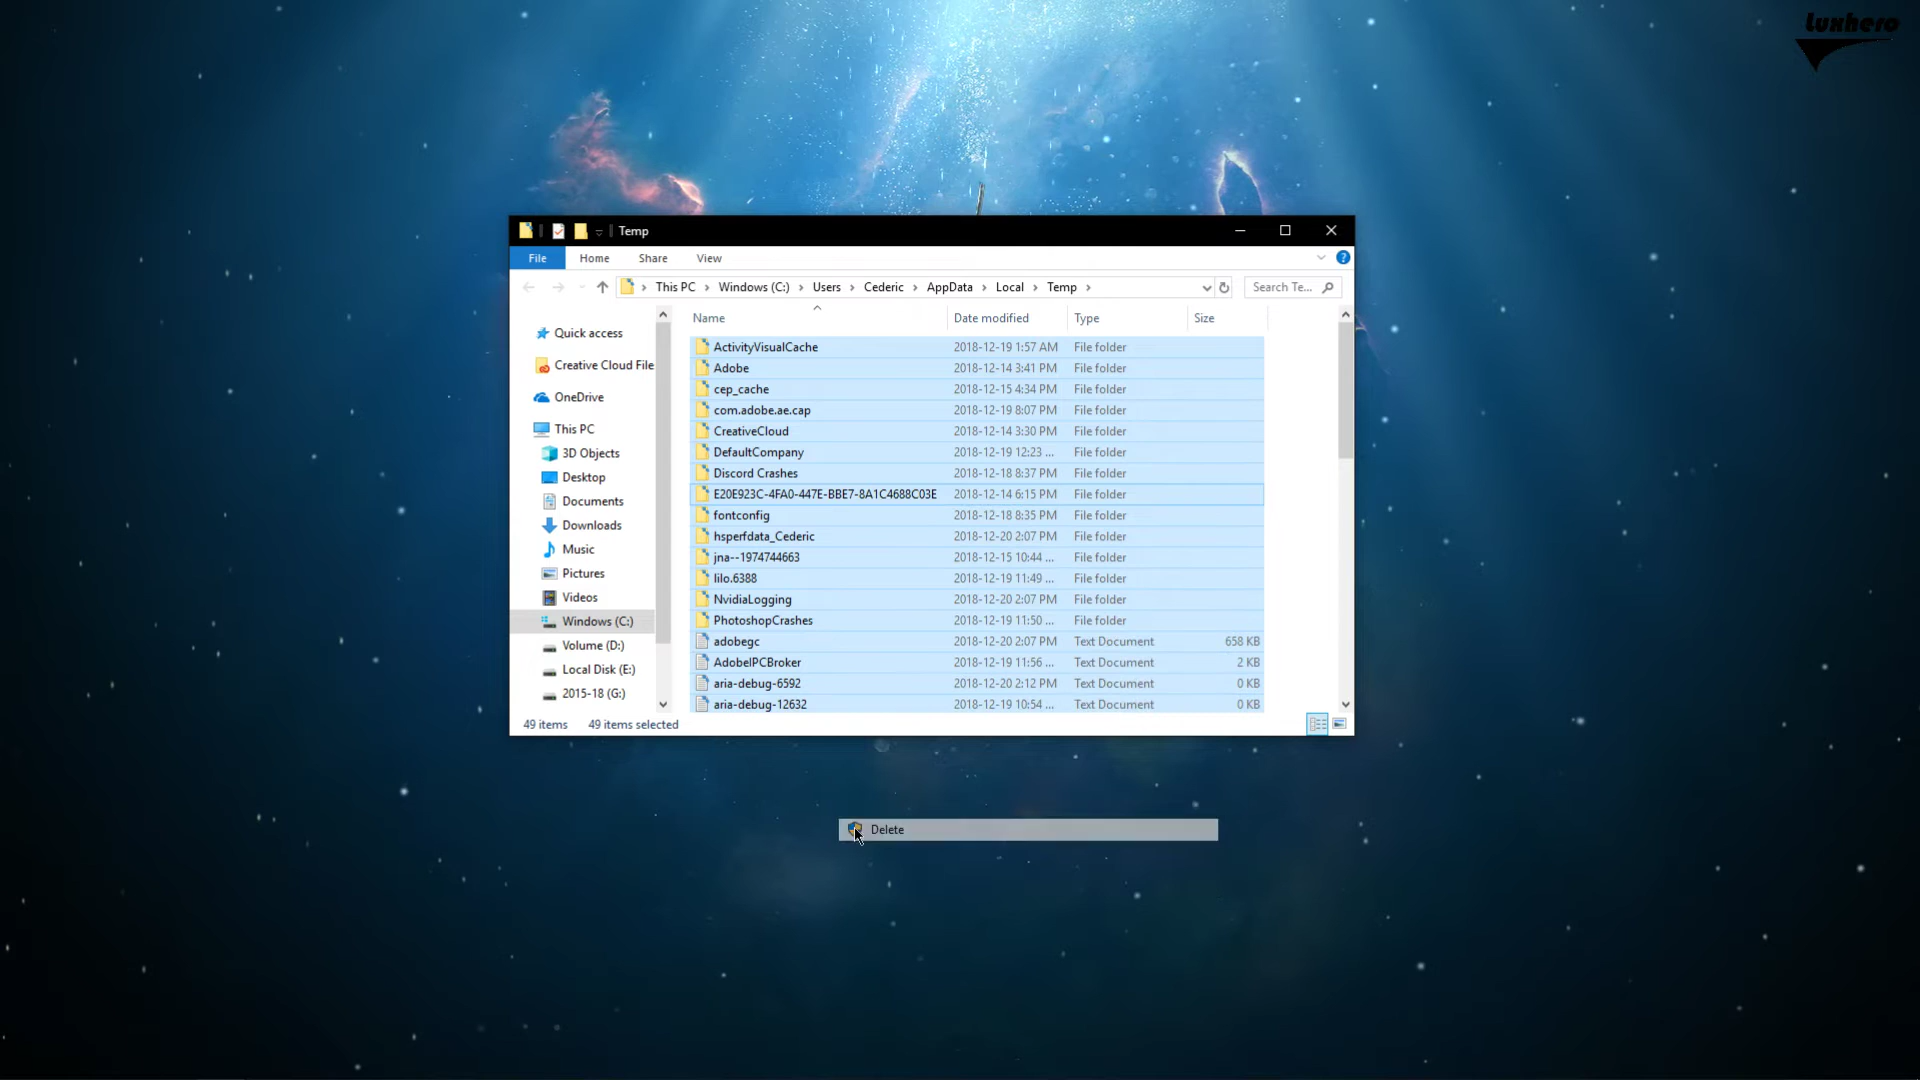 luxhero
Temp
File Home Share View
This PC Windows (C:) Users Cederic AppData Local Temp
Search Te...
Name Date modified Type Size
Quick access
Creative Cloud File
OneDrive
This PC
3D Objects
Desktop
Documents
Downloads
Music
Pictures
Videos
Windows (C:)
Volume (D:)
Local Disk (E:)
2015-18 (G:)
ActivityVisualCache 2018-12-19 1:57 AM File folder
Adobe 2018-12-14 3:41 PM File folder
cep_cache 2018-12-15 4:34 PM File folder
com.adobe.ae.cap 2018-12-19 8:07 PM File folder
CreativeCloud 2018-12-14 3:30 PM File folder
DefaultCompany 2018-12-19 12:23 ... File folder
Discord Crashes 2018-12-18 8:37 PM File folder
E20E923C-4FA0-447E-BBE7-8A1C4688C03E 2018-12-14 6:15 PM File folder
fontconfig 2018-12-18 8:35 PM File folder
hsperfdata_Cederic 2018-12-20 2:07 PM File folder
jna--1974744663 2018-12-15 10:44 ... File folder
lilo.6388 2018-12-19 11:49 ... File folder
NvidiaLogging 2018-12-20 2:07 PM File folder
PhotoshopCrashes 2018-12-19 11:50 ... File folder
adobegc 2018-12-20 2:07 PM Text Document 658 KB
AdobeIPCBroker 2018-12-19 11:56 ... Text Document 2 KB
aria-debug-6592 2018-12-20 2:12 PM Text Document 0 KB
aria-debug-12632 2018-12-19 10:54 ... Text Document 0 KB
49 items 49 items selected
Delete